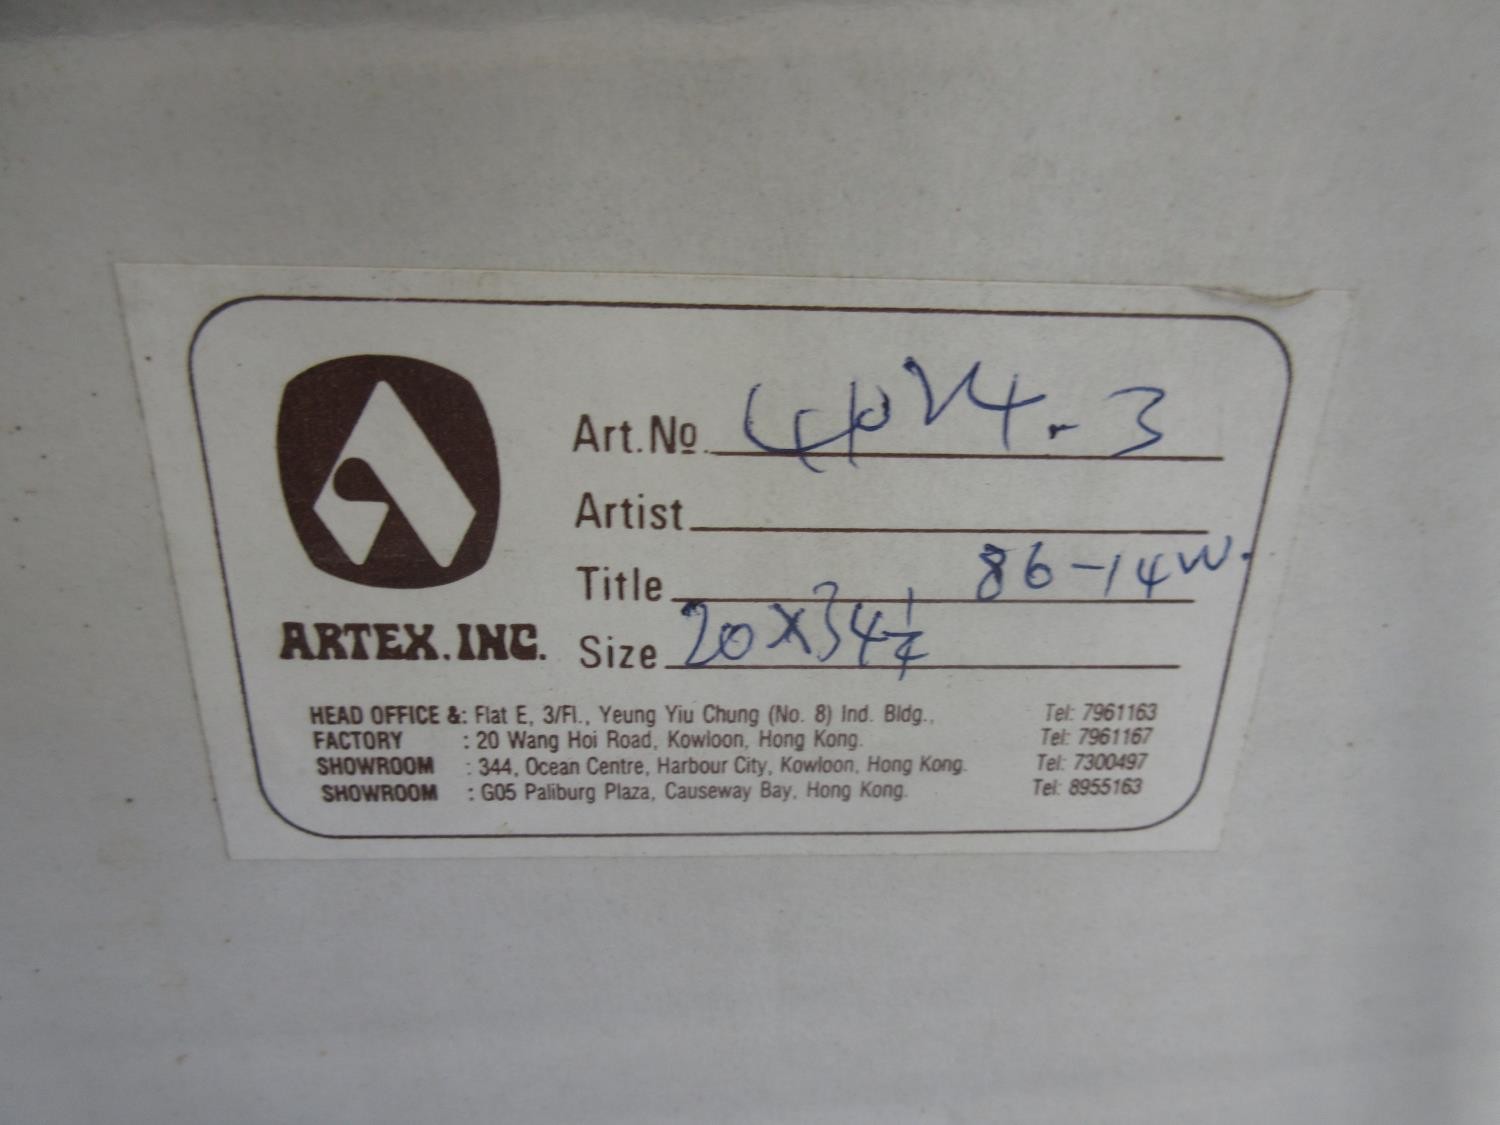 Art.No.
Artist
Title 86-14W.
Size 20x34 1/4
ARTEX.INC.
HEAD OFFICE &: Flat E, 3/Fl., Yeung Yiu Chung (No. 8) Ind. Bldg., Tel: 7961163
FACTORY : 20 Wang Hoi Road, Kowloon, Hong Kong. Tel: 7961167
SHOWROOM : 344, Ocean Centre, Harbour City, Kowloon, Hong Kong. Tel: 7300497
SHOWROOM : G05 Paliburg Plaza, Causeway Bay, Hong Kong. Tel: 8955163